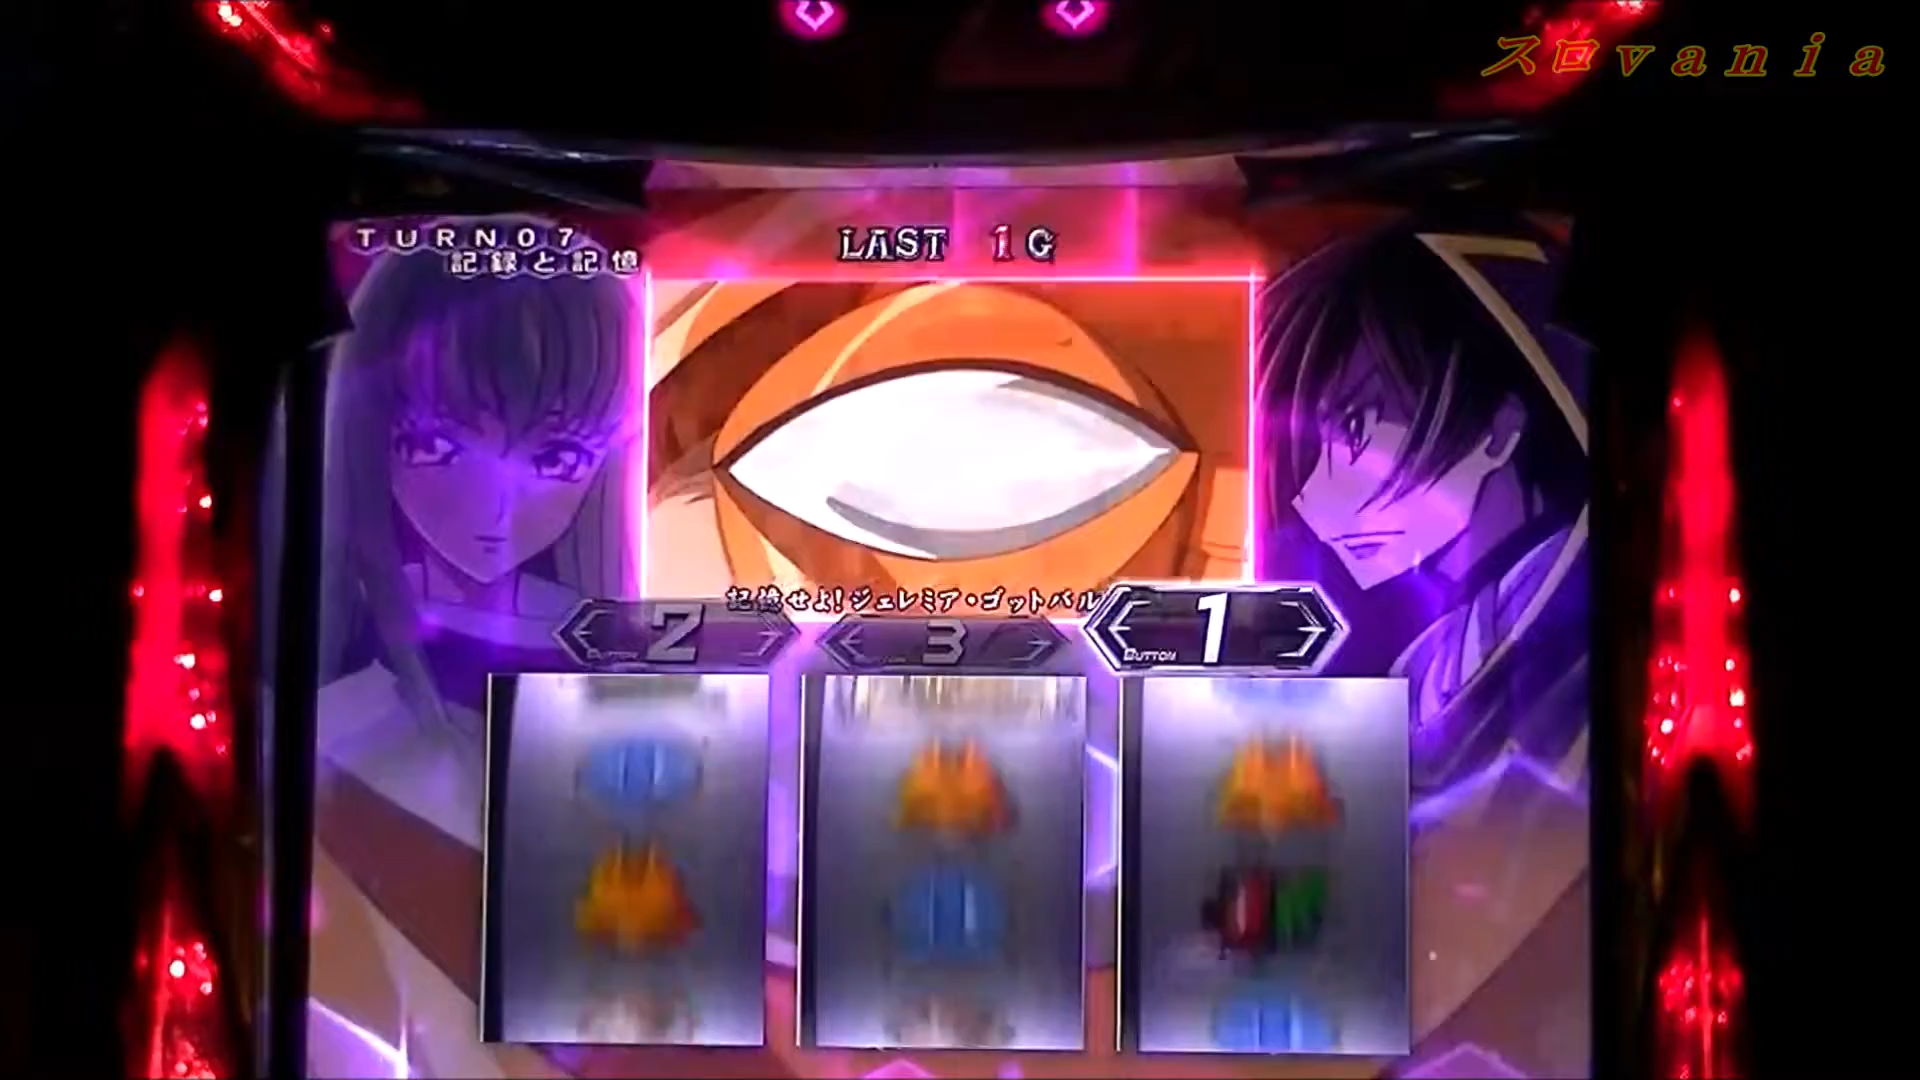 スロvania
TURN07
記録と記憶
LAST 1G
記憶せよ!ジェレミア・ゴットバル
BUTTON 2
3
BUTTON 1